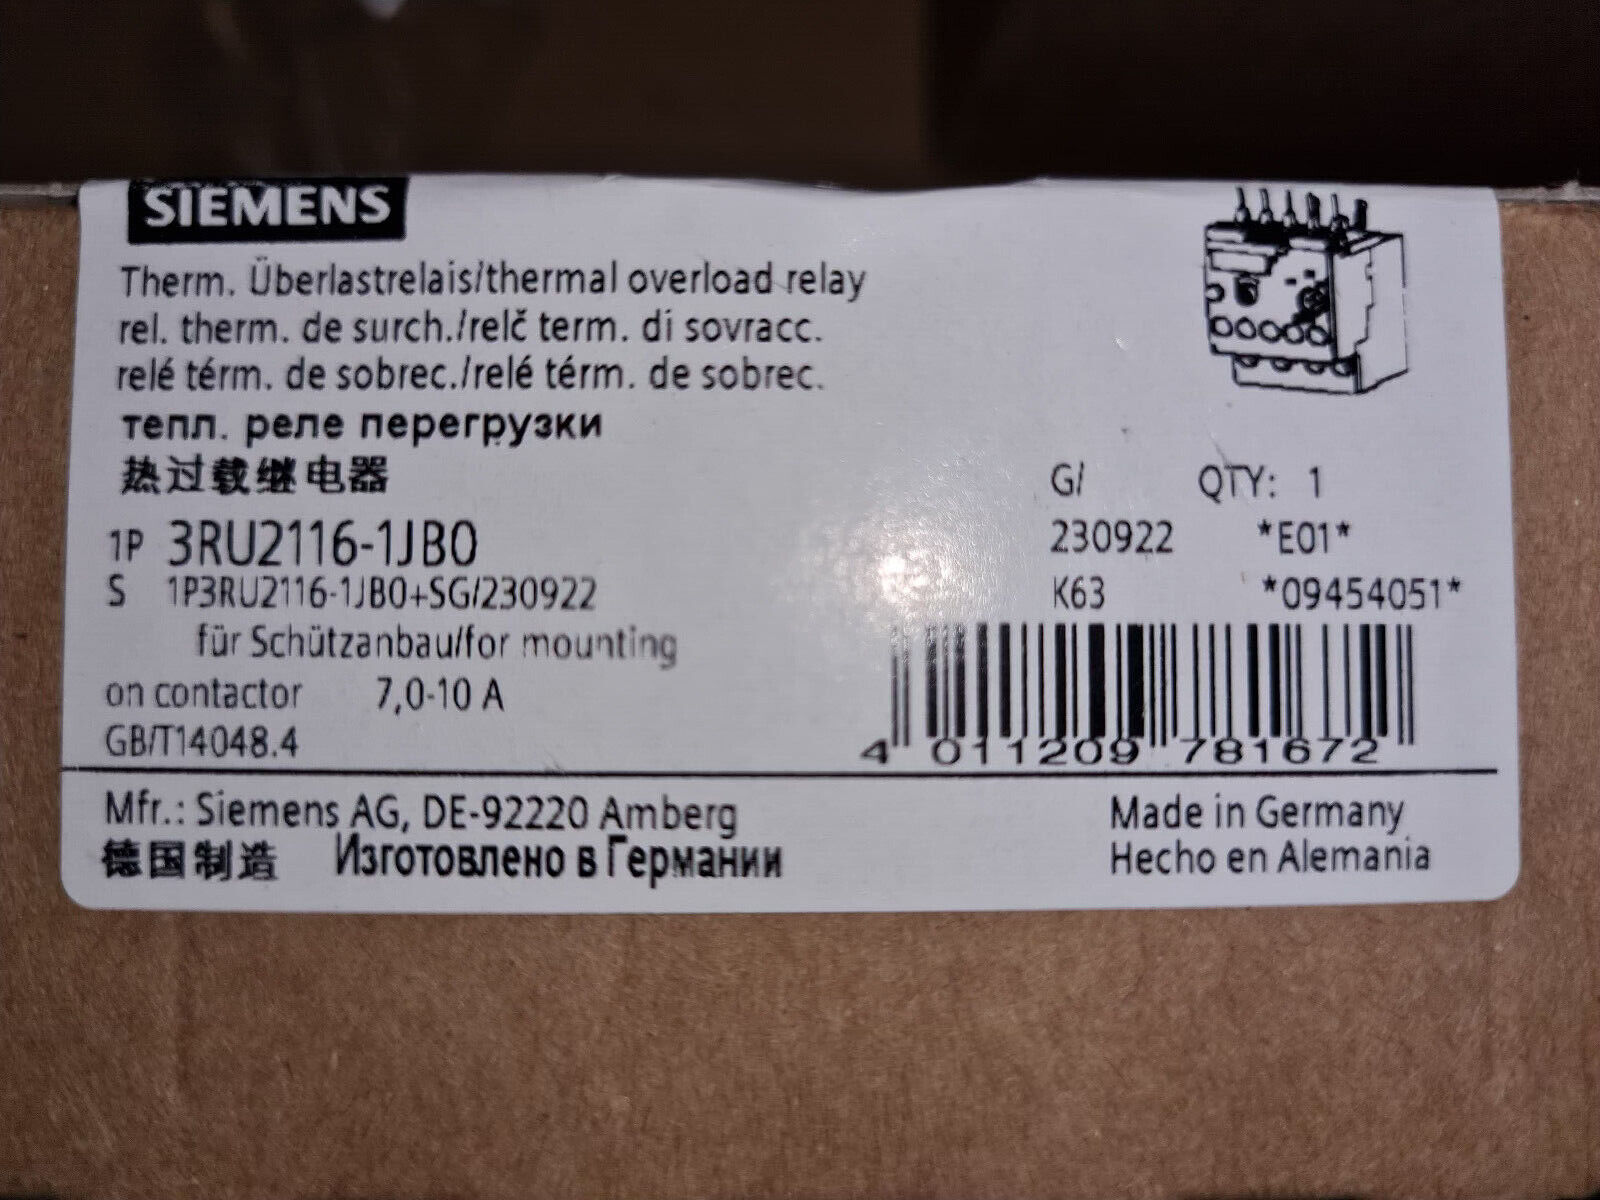 SIEMENS
Therm. Überlastrelais/thermal overload relay
rel. therm. de surch./relč term. di sovracc.
relé térm. de sobrec./relé térm. de sobrec.
тепл. реле перегрузки
热过载继电器
G/ QTY: 1
1P 3RU2116-1JB0 230922 *E01*
S 1P3RU2116-1JB0+SG/230922 K63 *09454051*
für Schützanbau/for mounting
on contactor 7,0-10 A
GB/T14048.4
4 011209 781672
Mfr.: Siemens AG, DE-92220 Amberg Made in Germany
德国制造 Изготовлено в Германии Hecho en Alemania